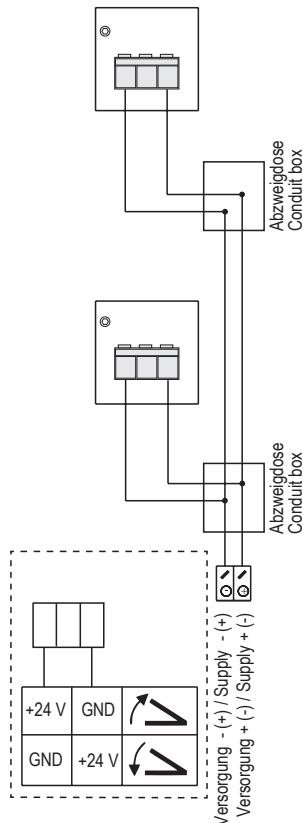 Abzweigdose
Conduit box
Abzweigdose
Conduit box
+24 V GND
GND +24 V
Versorgung - (+) / Supply - (+)
Versorgung + (-) / Supply + (-)